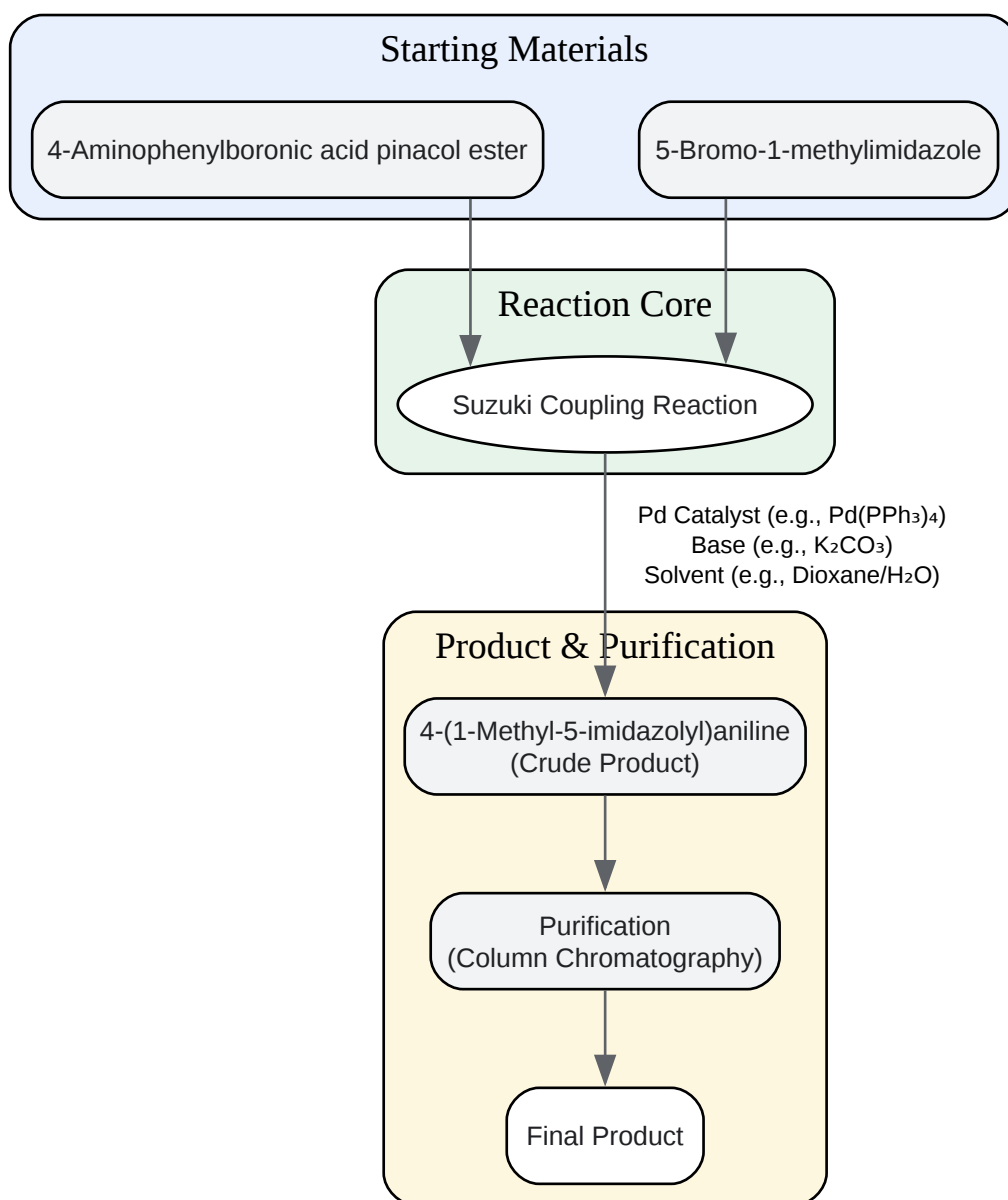 Starting Materials
4-Aminophenylboronic acid pinacol ester
5-Bromo-1-methylimidazole
Reaction Core
Suzuki Coupling Reaction
Pd Catalyst (e.g., Pd(PPh₃)₄)
Base (e.g., K₂CO₃)
Solvent (e.g., Dioxane/H₂O)
Product & Purification
4-(1-Methyl-5-imidazolyl)aniline
(Crude Product)
Purification
(Column Chromatography)
Final Product